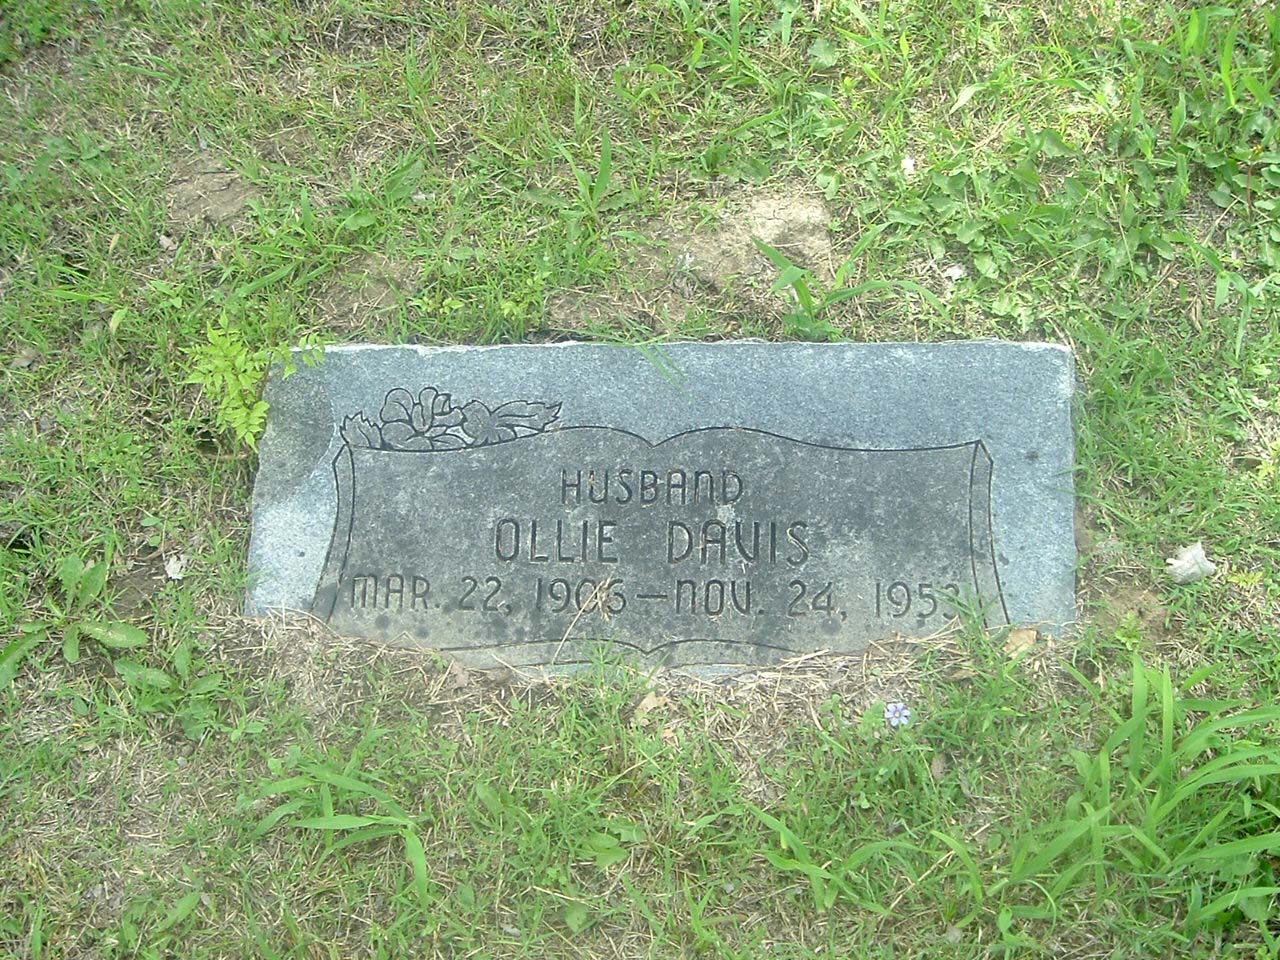 HUSBAND
OLLIE DAVIS
MAR. 22, 1906 — NOV. 24, 1953